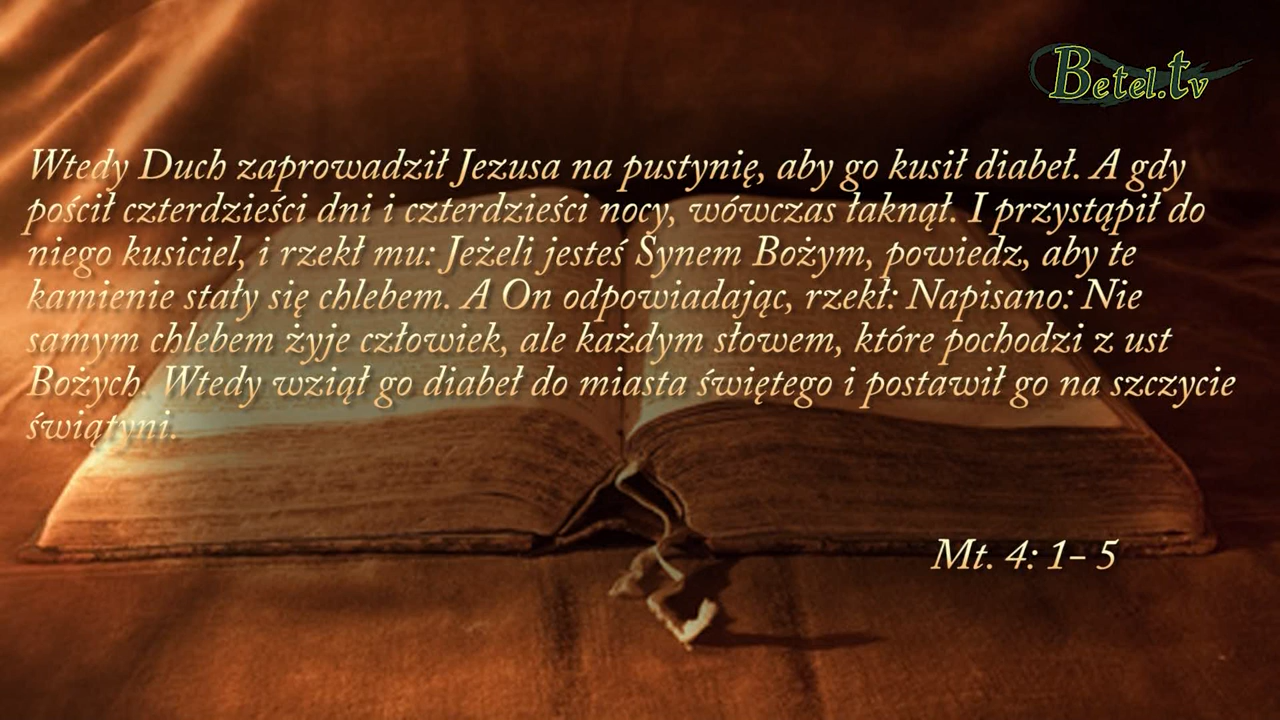 Betel.tv
Wtedy Duch zaprowadził Jezusa na pustynię, aby go kusił diabeł. A gdy
pościł czterdzieści dni i czterdzieści nocy, wówczas łaknął. I przystąpił do
niego kusiciel, i rzekł mu: Jeżeli jesteś Synem Bożym, powiedz, aby te
kamienie stały się chlebem. A On odpowiadając, rzekł: Napisano: Nie
samym chlebem żyje człowiek, ale każdym słowem, które pochodzi z ust
Bożych. Wtedy wziął go diabeł do miasta świętego i postawił go na szczycie
świątyni.
Mt. 4: 1- 5